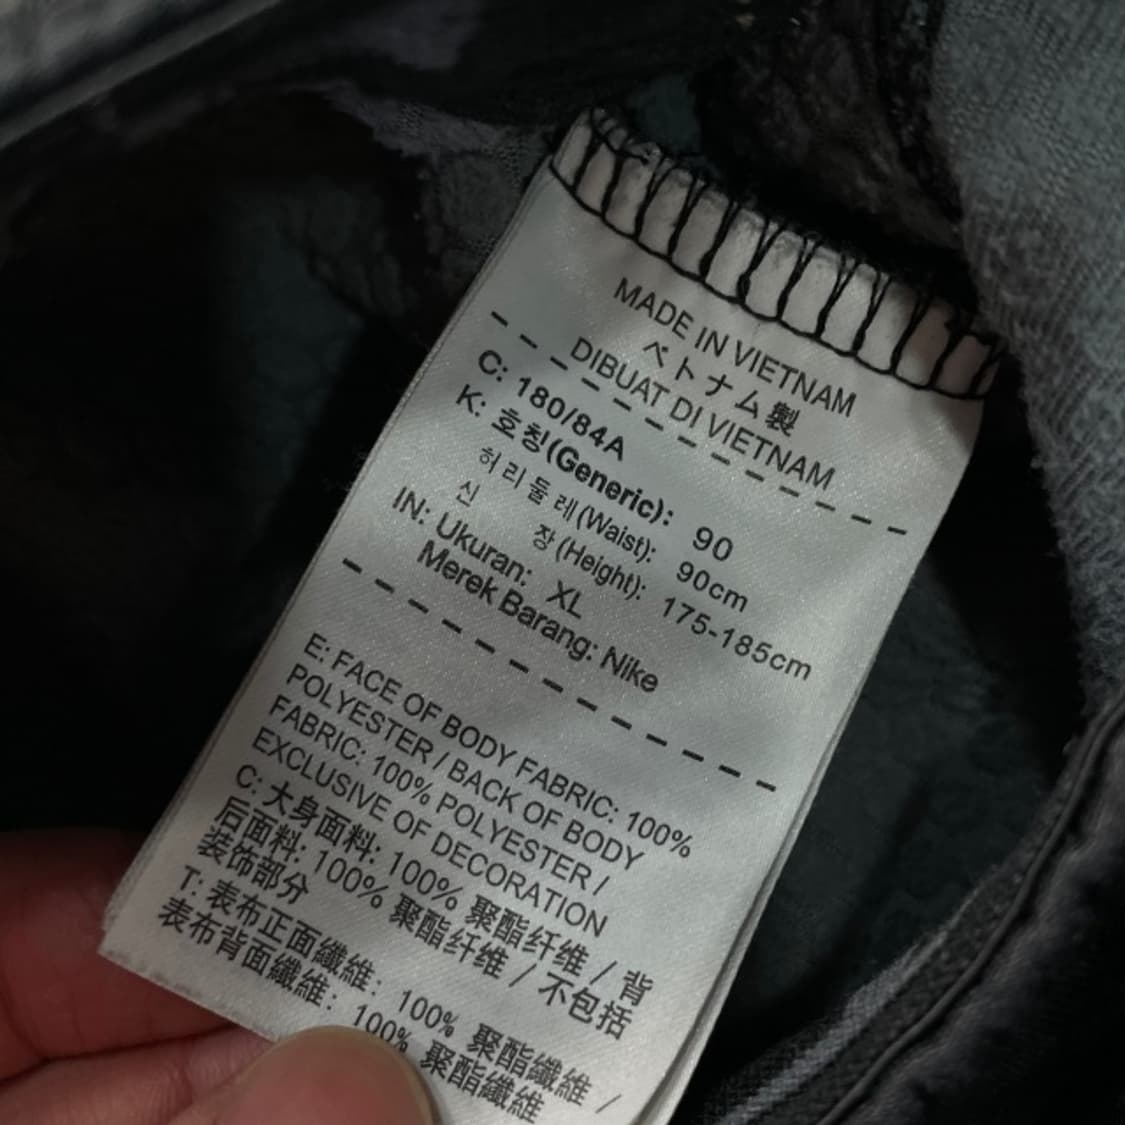 MADE IN VIETNAM
ベトナム製
DIBUAT DI VIETNAM
C: 180/84A
K: 호칭(Generic): 90
허리둘레(Waist): 90cm
신 장(Height): 175-185cm
IN: Ukuran: XL
Merek Barang: Nike
E: FACE OF BODY FABRIC: 100%
POLYESTER / BACK OF BODY
FABRIC: 100% POLYESTER /
EXCLUSIVE OF DECORATION
C: 大身面料: 100% 聚酯纤维 / 背
后面料: 100% 聚酯纤维 / 不包括
装饰部分
T: 表布正面纖維: 100% 聚酯纖維 /
表布背面纖維: 100% 聚酯纖維